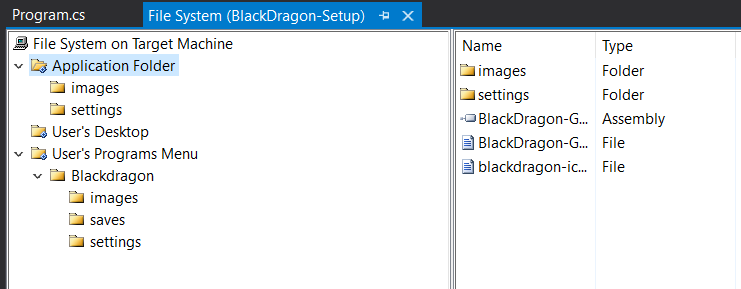 Program.cs
File System (BlackDragon-Setup)
File System on Target Machine
Application Folder
images
settings
User's Desktop
User's Programs Menu
Blackdragon
images
saves
settings
Name Type
images Folder
settings Folder
BlackDragon-G... Assembly
BlackDragon-G... File
blackdragon-ic... File